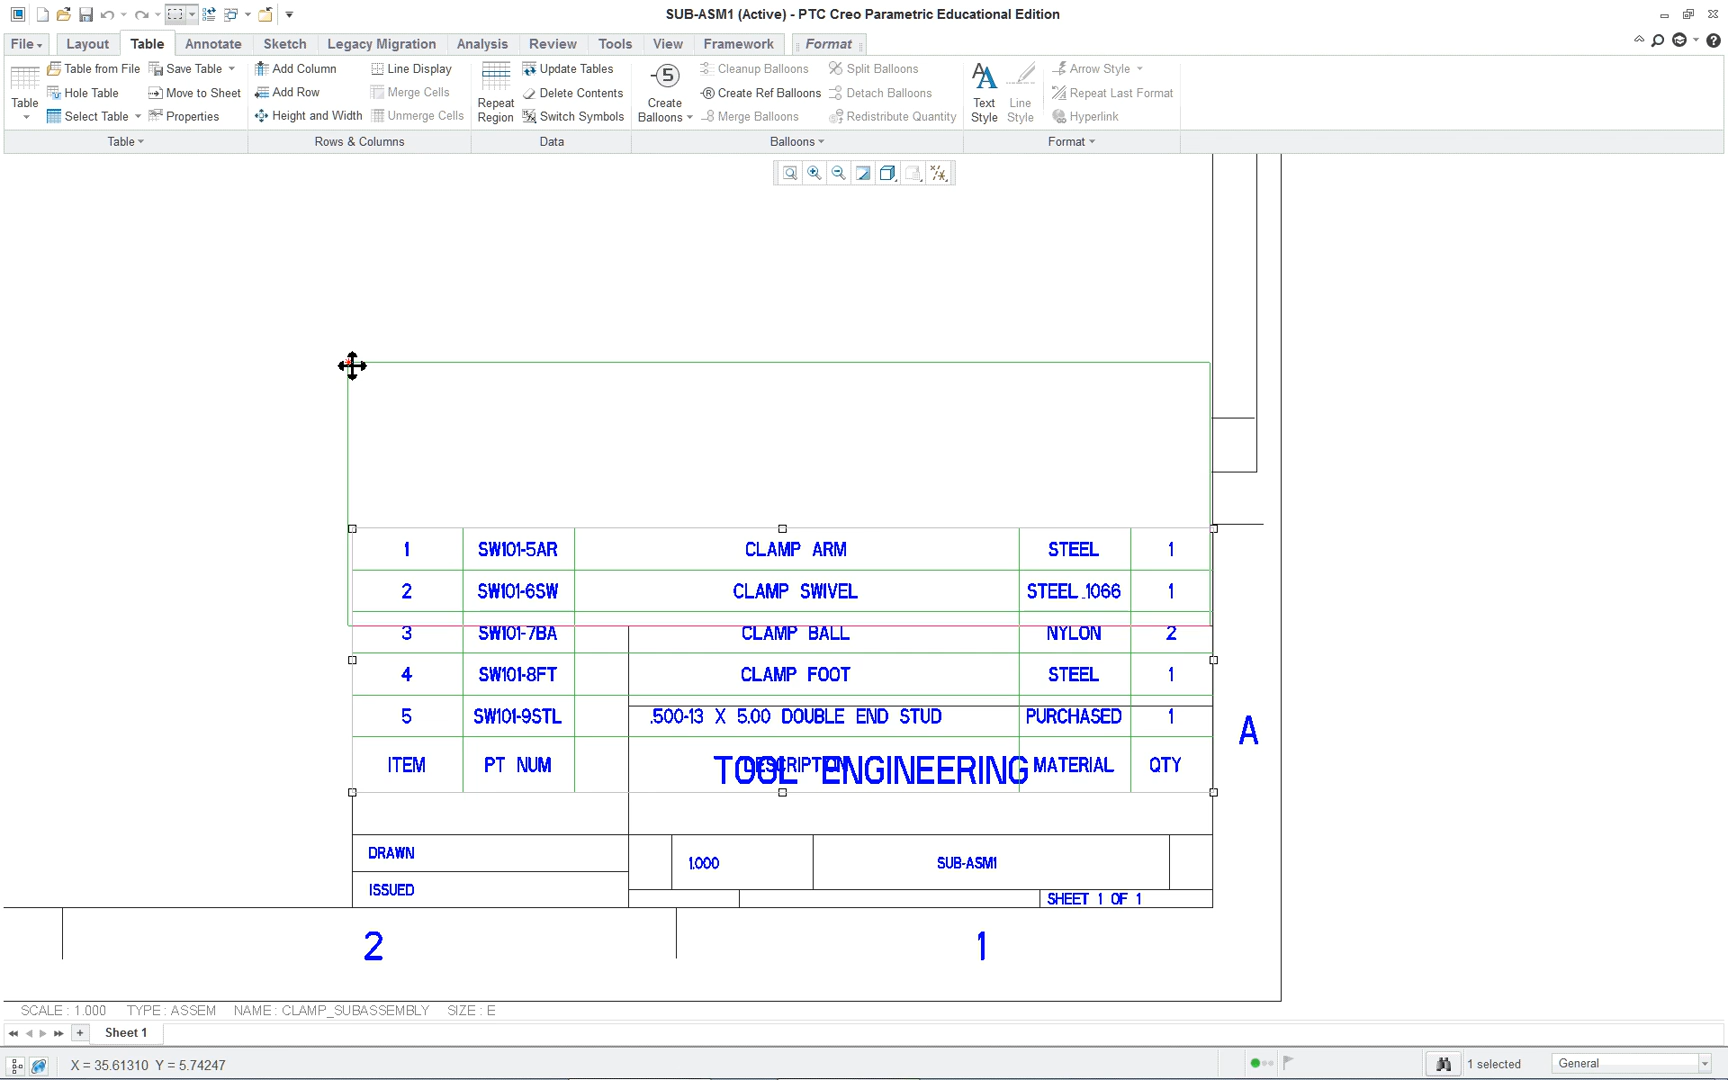 SUB-ASM1 (Active) - PTC Creo Parametric Educational Edition
File Layout Table Annotate Sketch Legacy Migration Analysis Review Tools View Framework Format
Table from File Save Table Add Column Line Display Update Tables Cleanup Balloons Split Balloons Arrow Style
Hole Table Move to Sheet Add Row Merge Cells Delete Contents Create Ref Balloons Detach Balloons Repeat Last Format
Select Table Properties Height and Width Unmerge Cells Switch Symbols Merge Balloons Redistribute Quantity Hyperlink
Table
Repeat Region
5
Create Balloons
Text Style
Line Style
Table Rows & Columns Data Balloons Format
1 SW101-5AR CLAMP ARM STEEL 1
2 SW101-6SW CLAMP SWIVEL STEEL_1066 1
3 SW101-7BA CLAMP BALL NYLON 2
4 SW101-8FT CLAMP FOOT STEEL 1
5 SW101-9STL .500-13 X 5.00 DOUBLE END STUD PURCHASED 1
ITEM PT NUM DESCRIPTION MATERIAL QTY
TOOL ENGINEERING
A
DRAWN
1.000 SUB-ASM1
ISSUED
SHEET 1 OF 1
2 1
SCALE : 1.000 TYPE : ASSEM NAME : CLAMP_SUBASSEMBLY SIZE : E
Sheet 1
X = 35.61310 Y = 5.74247
1 selected
General